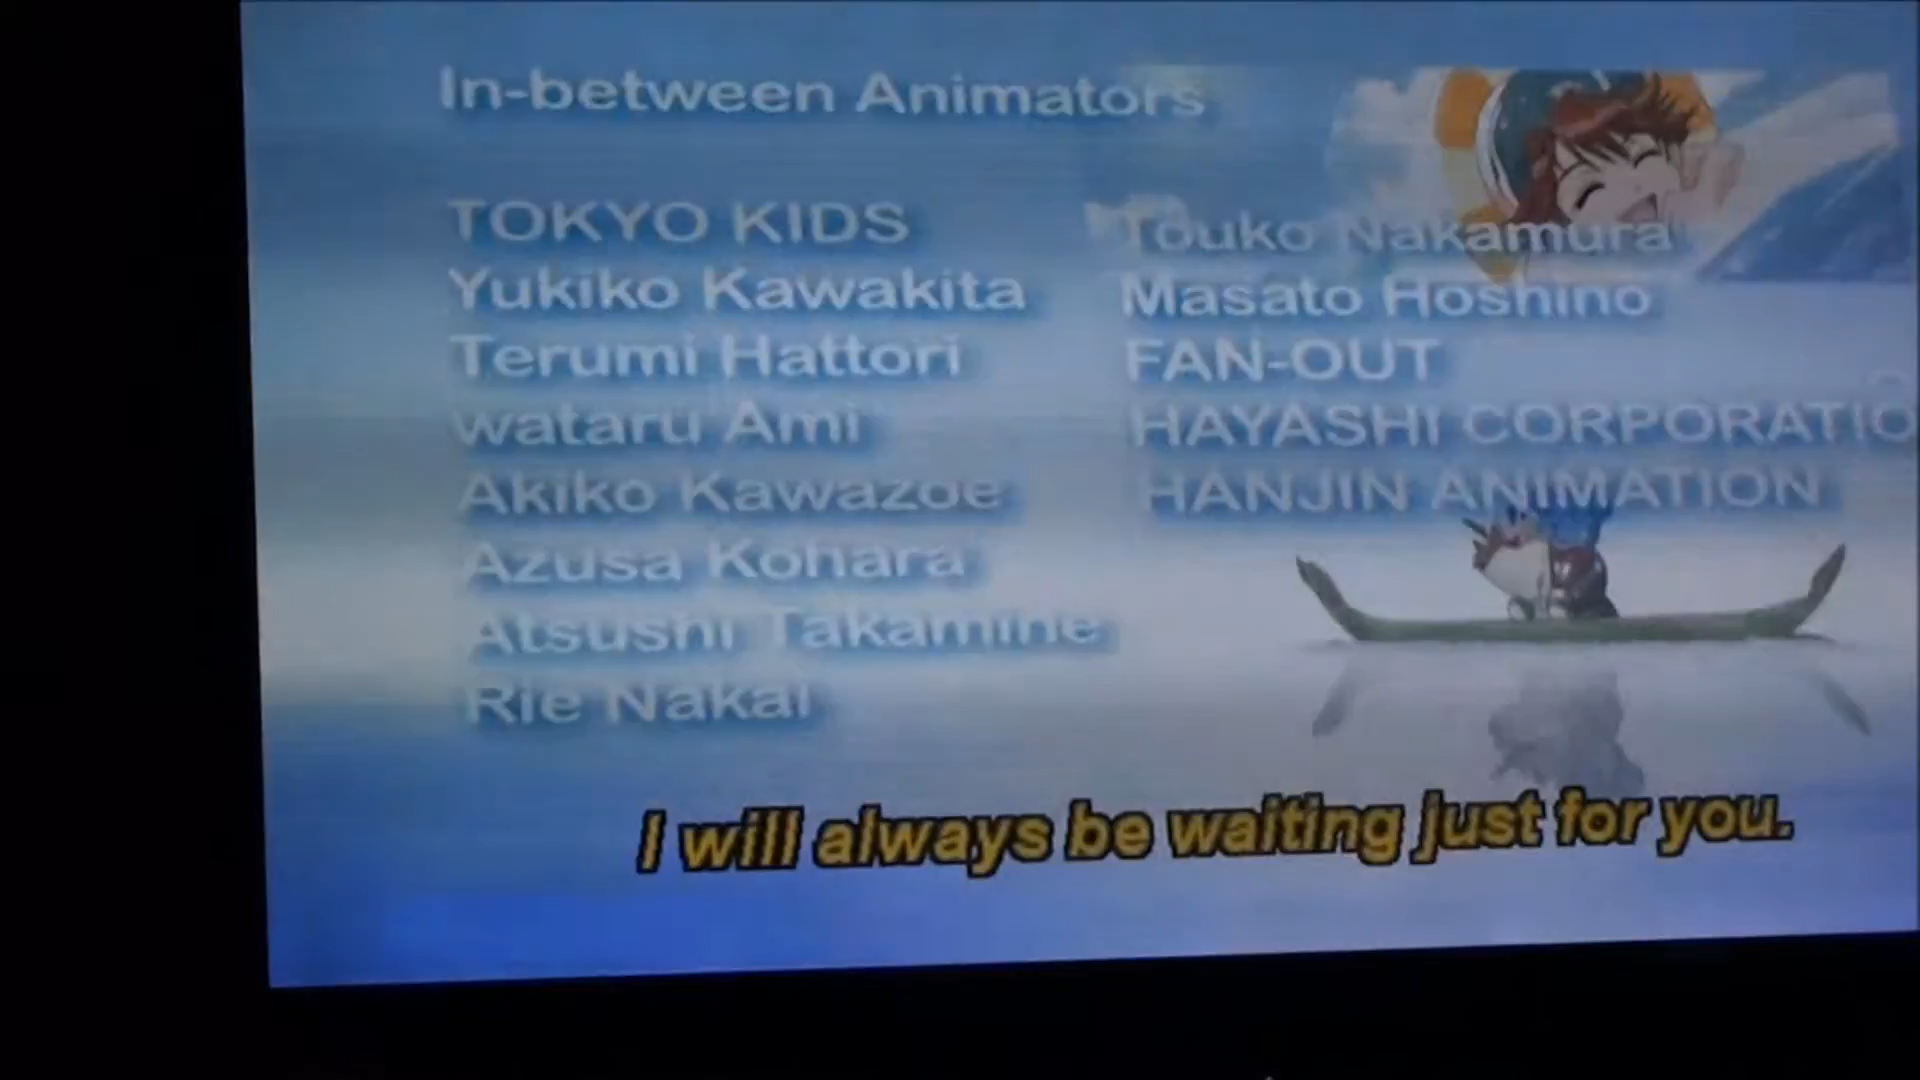 In-between Animators
TOKYO KIDS
Yukiko Kawakita
Terumi Hattori
wataru Ami
Akiko Kawazoe
Azusa Kohara
Atsushi Takamine
Rie Nakai
Touko Nakamura
Masato Hoshino
FAN-OUT
HAYASHI CORPORATIO
HANJIN ANIMATION
I will always be waiting just for you.